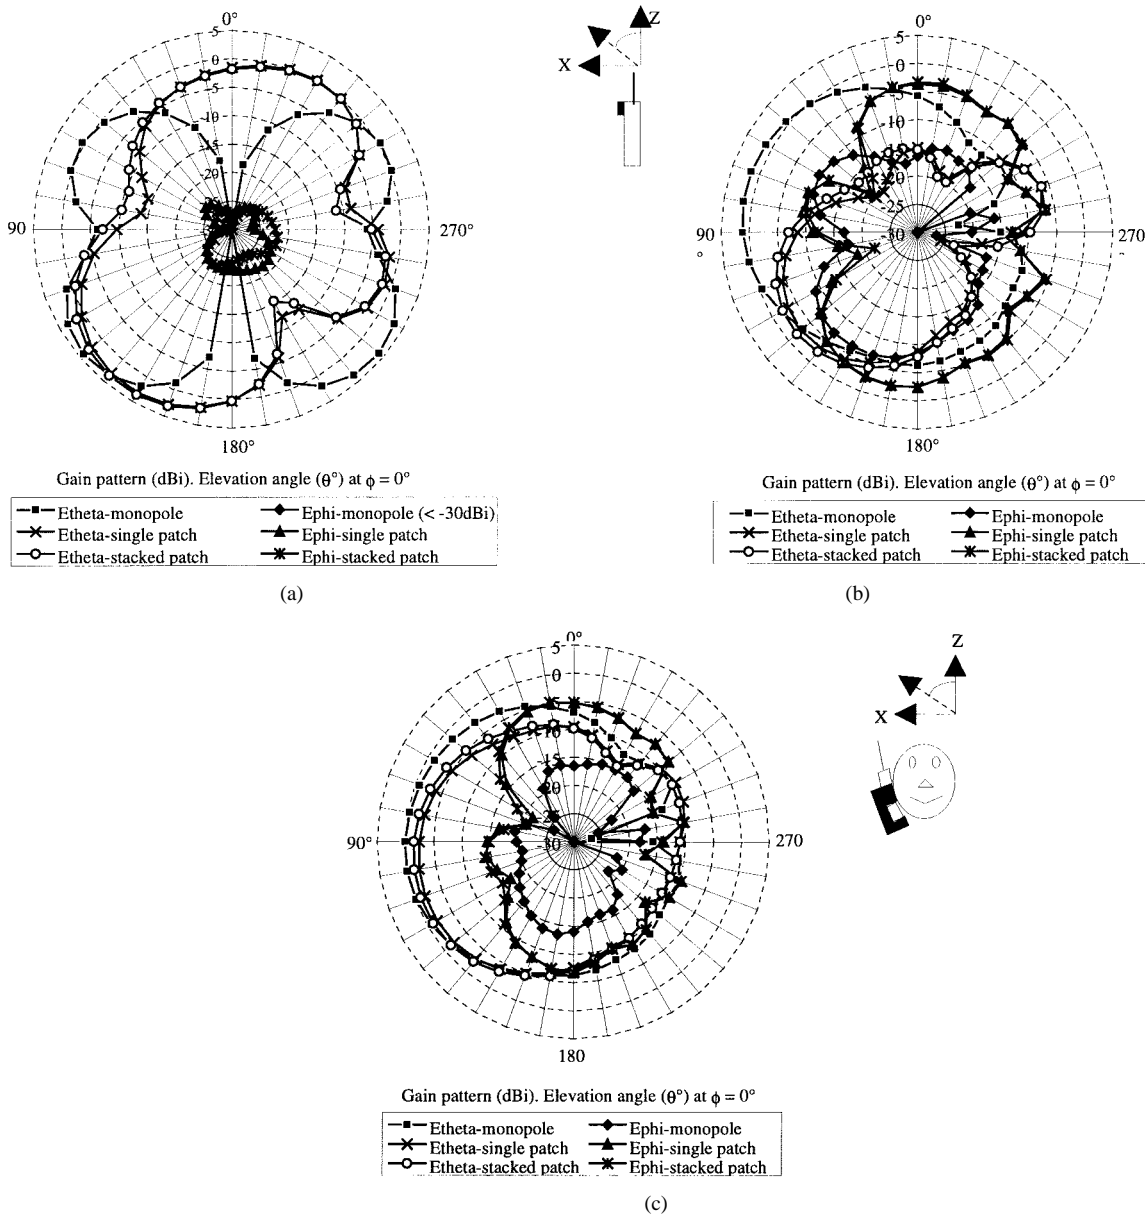 0°
5
0
-5
-10
-15
-20
90
270°
180°
Gain pattern (dBi). Elevation angle (θ°) at ϕ = 0°
Etheta-monopole
Ephi-monopole (< -30dBi)
Etheta-single patch
Ephi-single patch
Etheta-stacked patch
Ephi-stacked patch
(a)
Z
X
0°
5
0
-5
-10
-15
-20
-25
-30
90
°
270
180°
Gain pattern (dBi). Elevation angle (θ°) at ϕ = 0°
Etheta-monopole
Ephi-monopole
Etheta-single patch
Ephi-single patch
Etheta-stacked patch
Ephi-stacked patch
(b)
0°
5
0
-5
-10
-15
-20
-25
-30
90°
270
180
Z
X
Gain pattern (dBi). Elevation angle (θ°) at ϕ = 0°
Etheta-monopole
Ephi-monopole
Etheta-single patch
Ephi-single patch
Etheta-stacked patch
Ephi-stacked patch
(c)